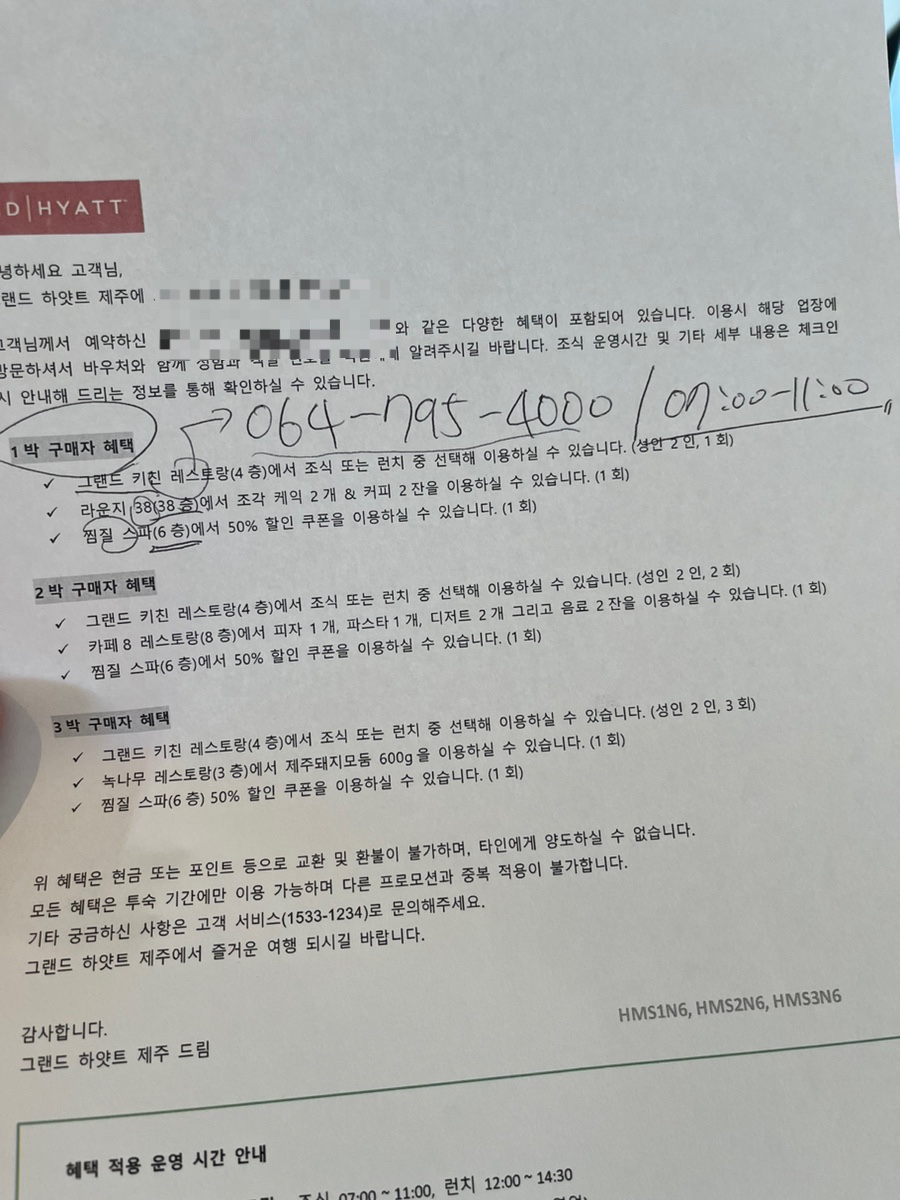 D | HYATT
녕하세요 고객님,
랜드 하얏트 제주에
고객님께서 예약하신 와 같은 다양한 혜택이 포함되어 있습니다. 이용시 해당 업장에
방문하셔서 바우처와 함께 알려주시길 바랍니다. 조식 운영시간 및 기타 세부 내용은 체크인
시 안내해 드리는 정보를 통해 확인하실 수 있습니다.
064-795-4000 / 07:00-11:00
1박 구매자 혜택
✓ 그랜드 키친 레스토랑(4 층)에서 조식 또는 런치 중 선택해 이용하실 수 있습니다. (성인 2 인, 1 회)
✓ 라운지 38(38 층)에서 조각 케익 2 개 & 커피 2 잔을 이용하실 수 있습니다. (1 회)
✓ 찜질 스파(6 층)에서 50% 할인 쿠폰을 이용하실 수 있습니다. (1 회)
2박 구매자 혜택
✓ 그랜드 키친 레스토랑(4 층)에서 조식 또는 런치 중 선택해 이용하실 수 있습니다. (성인 2 인, 2 회)
✓ 카페 8 레스토랑(8 층)에서 피자 1 개, 파스타 1 개, 디저트 2 개 그리고 음료 2 잔을 이용하실 수 있습니다. (1 회)
✓ 찜질 스파(6 층)에서 50% 할인 쿠폰을 이용하실 수 있습니다. (1 회)
3박 구매자 혜택
✓ 그랜드 키친 레스토랑(4 층)에서 조식 또는 런치 중 선택해 이용하실 수 있습니다. (성인 2 인, 3 회)
✓ 녹나무 레스토랑(3 층)에서 제주돼지모둠 600g 을 이용하실 수 있습니다. (1 회)
✓ 찜질 스파(6 층) 50% 할인 쿠폰을 이용하실 수 있습니다. (1 회)
위 혜택은 현금 또는 포인트 등으로 교환 및 환불이 불가하며, 타인에게 양도하실 수 없습니다.
모든 혜택은 투숙 기간에만 이용 가능하며 다른 프로모션과 중복 적용이 불가합니다.
기타 궁금하신 사항은 고객 서비스(1533-1234)로 문의해주세요.
그랜드 하얏트 제주에서 즐거운 여행 되시길 바랍니다.
HMS1N6, HMS2N6, HMS3N6
감사합니다.
그랜드 하얏트 제주 드림
혜택 적용 운영 시간 안내
조식 07:00 ~ 11:00, 런치 12:00 ~ 14:30